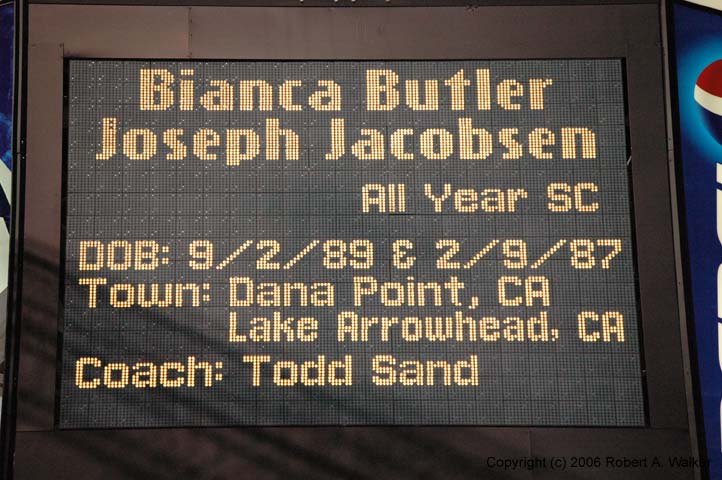 Bianca Butler
Joseph Jacobsen
All Year SC
DOB: 9/2/89 & 2/9/87
Town: Dana Point, CA
Lake Arrowhead, CA
Coach: Todd Sand
Copyright (c) 2006 Robert A. Walker